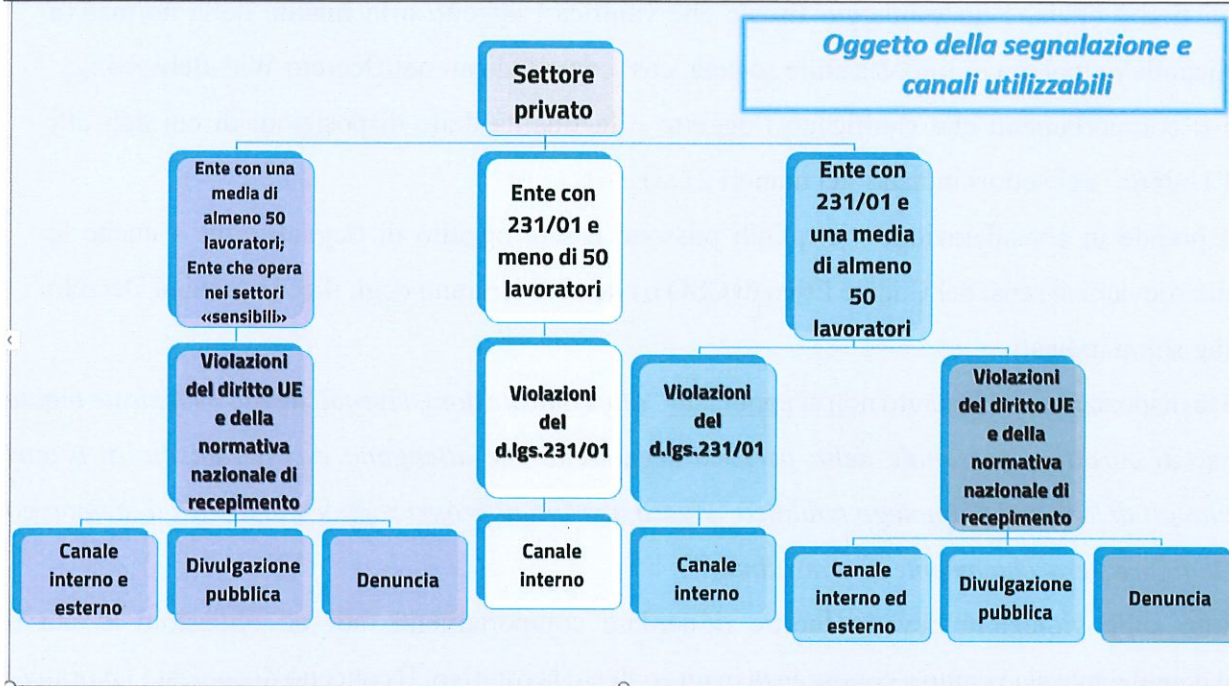 Oggetto della segnalazione e
canali utilizzabili
Settore
privato
Ente con una
media di
almeno 50
lavoratori;
Ente che opera
nei settori
«sensibili»
Ente con
231/01 e
meno di 50
lavoratori
Ente con
231/01 e
una media
di almeno
50
lavoratori
Violazioni
del diritto UE
e della
normativa
nazionale di
recepimento
Violazioni
del
d.lgs.231/01
Violazioni
del
d.lgs.231/01
Violazioni
del diritto UE
e della
normativa
nazionale di
recepimento
Canale
interno e
esterno
Divulgazione
pubblica
Denuncia
Canale
interno
Canale
interno
Canale
interno ed
esterno
Divulgazione
pubblica
Denuncia